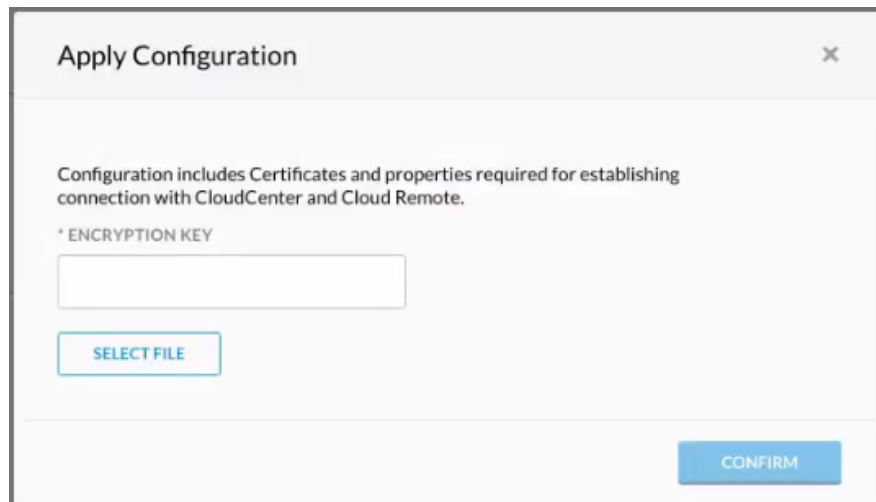 Apply Configuration
Configuration includes Certificates and properties required for establishing
connection with CloudCenter and Cloud Remote.
* ENCRYPTION KEY
SELECT FILE
CONFIRM